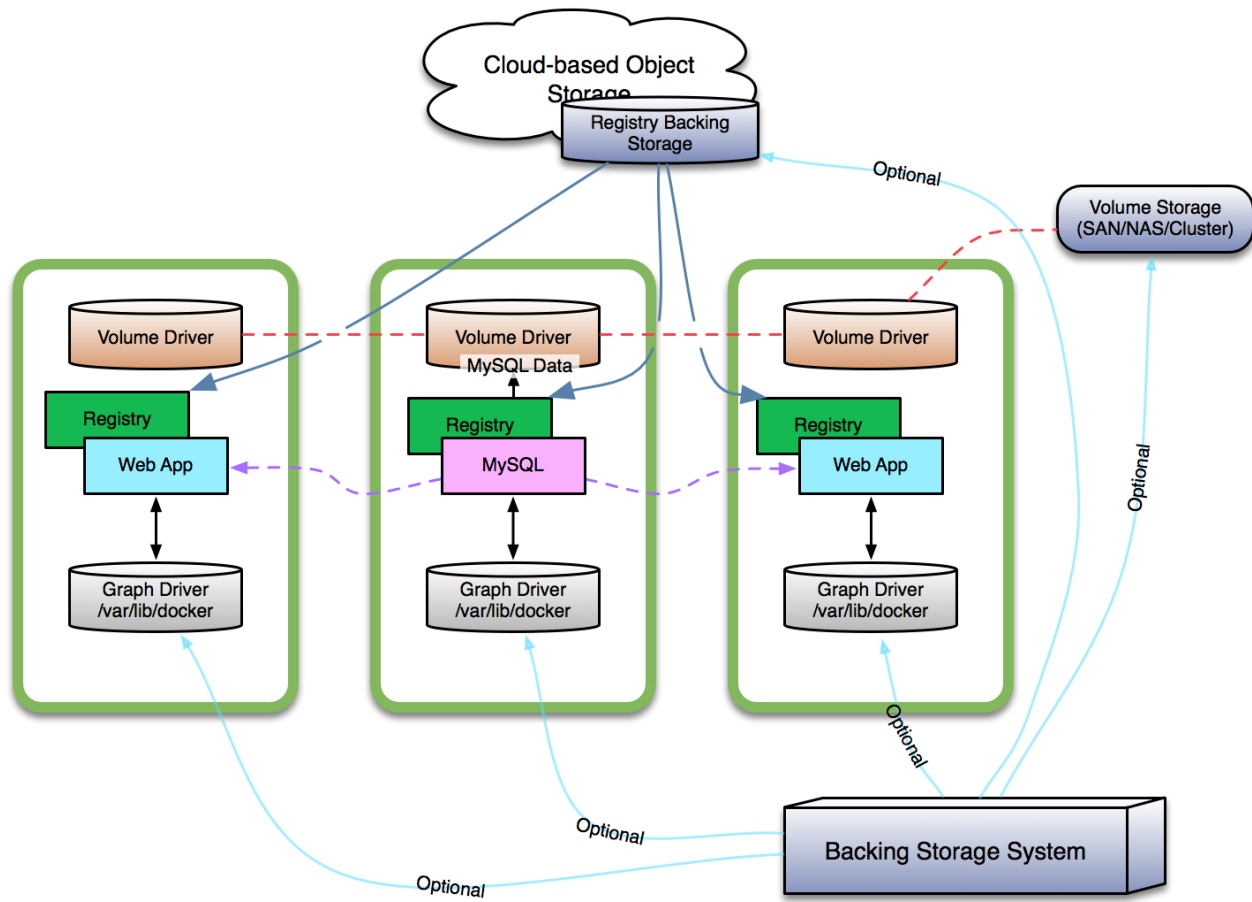 Cloud-based Object
Storage
Registry Backing
Storage
Optional
Volume Storage
(SAN/NAS/Cluster)
Volume Driver
Volume Driver
Volume Driver
MySQL Data
Registry
Registry
Registry
Web App
MySQL
Web App
Optional
Graph Driver
/var/lib/docker
Graph Driver
/var/lib/docker
Graph Driver
/var/lib/docker
Optional
Optional
Optional
Backing Storage System